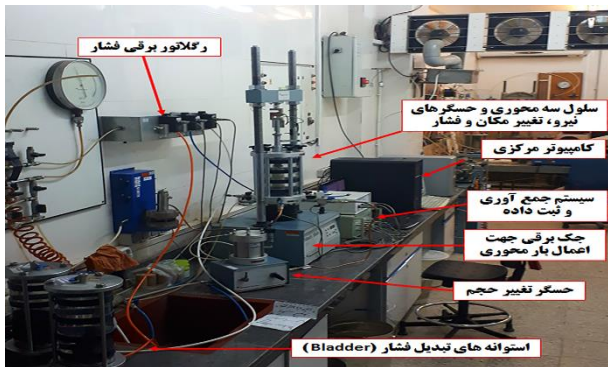 رگلاتور برقی فشار
سلول سه محوری و حسگرهای
نیرو، تغییر مکان و فشار
کامپیوتر مرکزی
سیستم جمع آوری
و ثبت داده
جک برقی جهت
اعمال بار محوری
حسگر تغییر حجم
استوانه های تبدیل فشار (Bladder)